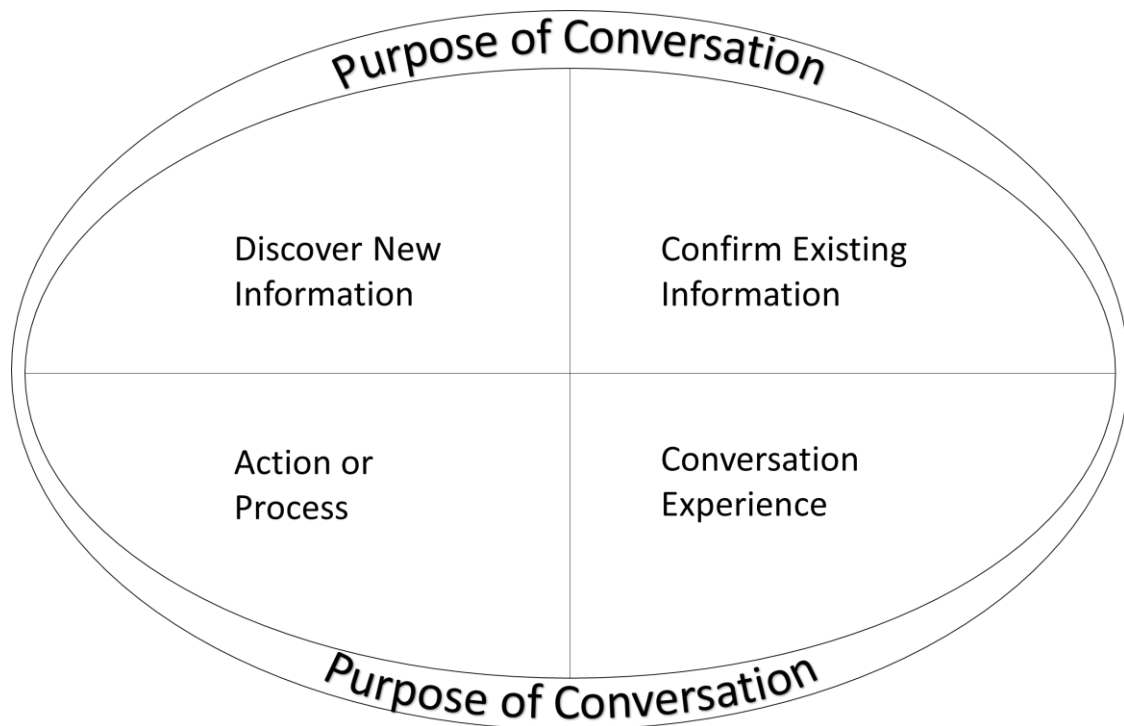 Purpose of Conversation
Discover New
Information
Confirm Existing
Information
Action or
Process
Conversation
Experience
Purpose of Conversation